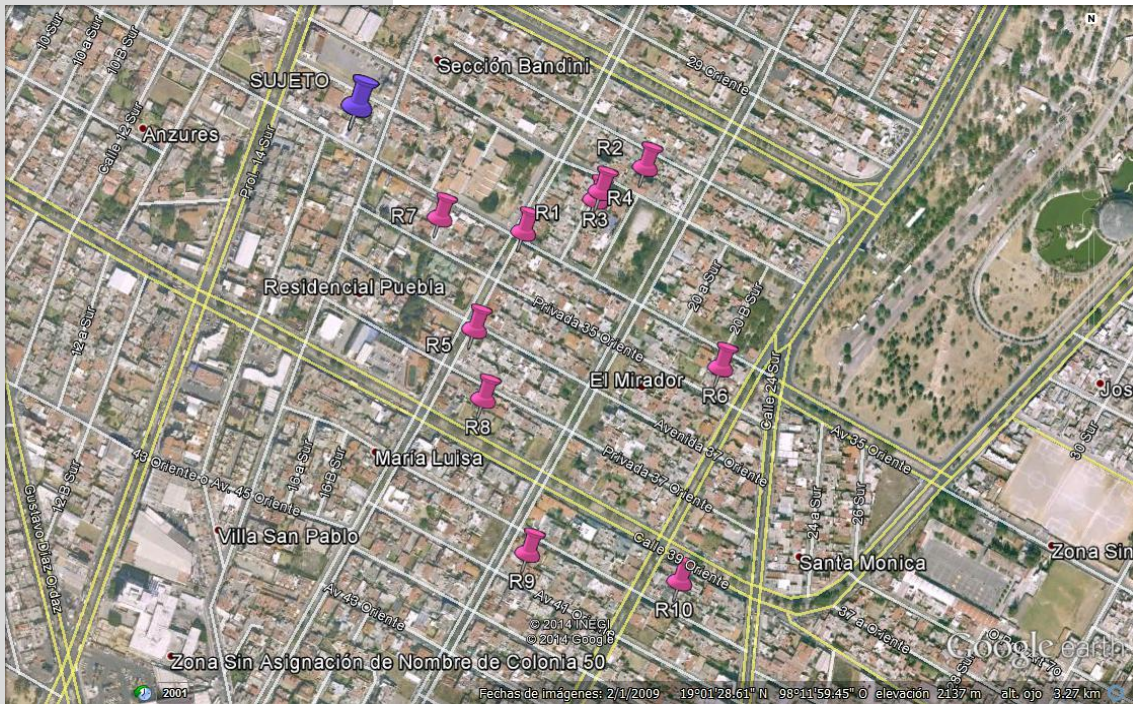 10 Sur
10 a Sur
10 B Sur
Sección Bandini
29 Oriente
N
SUJETO
Anzures
Calle 12 Sur
Prol. 14 Sur
R2
R4
R3
R7
R1
Residencial Puebla
12 a Sur
Privada 35 Oriente
20 a Sur
20 B Sur
R5
El Mirador
R6
Calle 24 Sur
R8
Jos
30 Sur
Av 35 Oriente
Avenida 37 Oriente
Privada 37 Oriente
María Luisa
16 a Sur
16 B Sur
43 Oriente o Av. 45 Oriente
12 B Sur
24 a Sur
26 Sur
Gustavo Díaz Ordaz
Villa San Pablo
Calle 39 Oriente
Zona Sin
Santa Monica
R9
R10
Av 43 Oriente
Av 41 O
37 a Oriente
© 2014 INEGI
© 2014 Google
Google earth
28 Sur
Zona Sin Asignación de Nombre de Colonia 50
2001
Fechas de imágenes: 2/1/2009 19°01'28.61" N 98°11'59.45" O elevación 2137 m alt. ojo 3.27 km